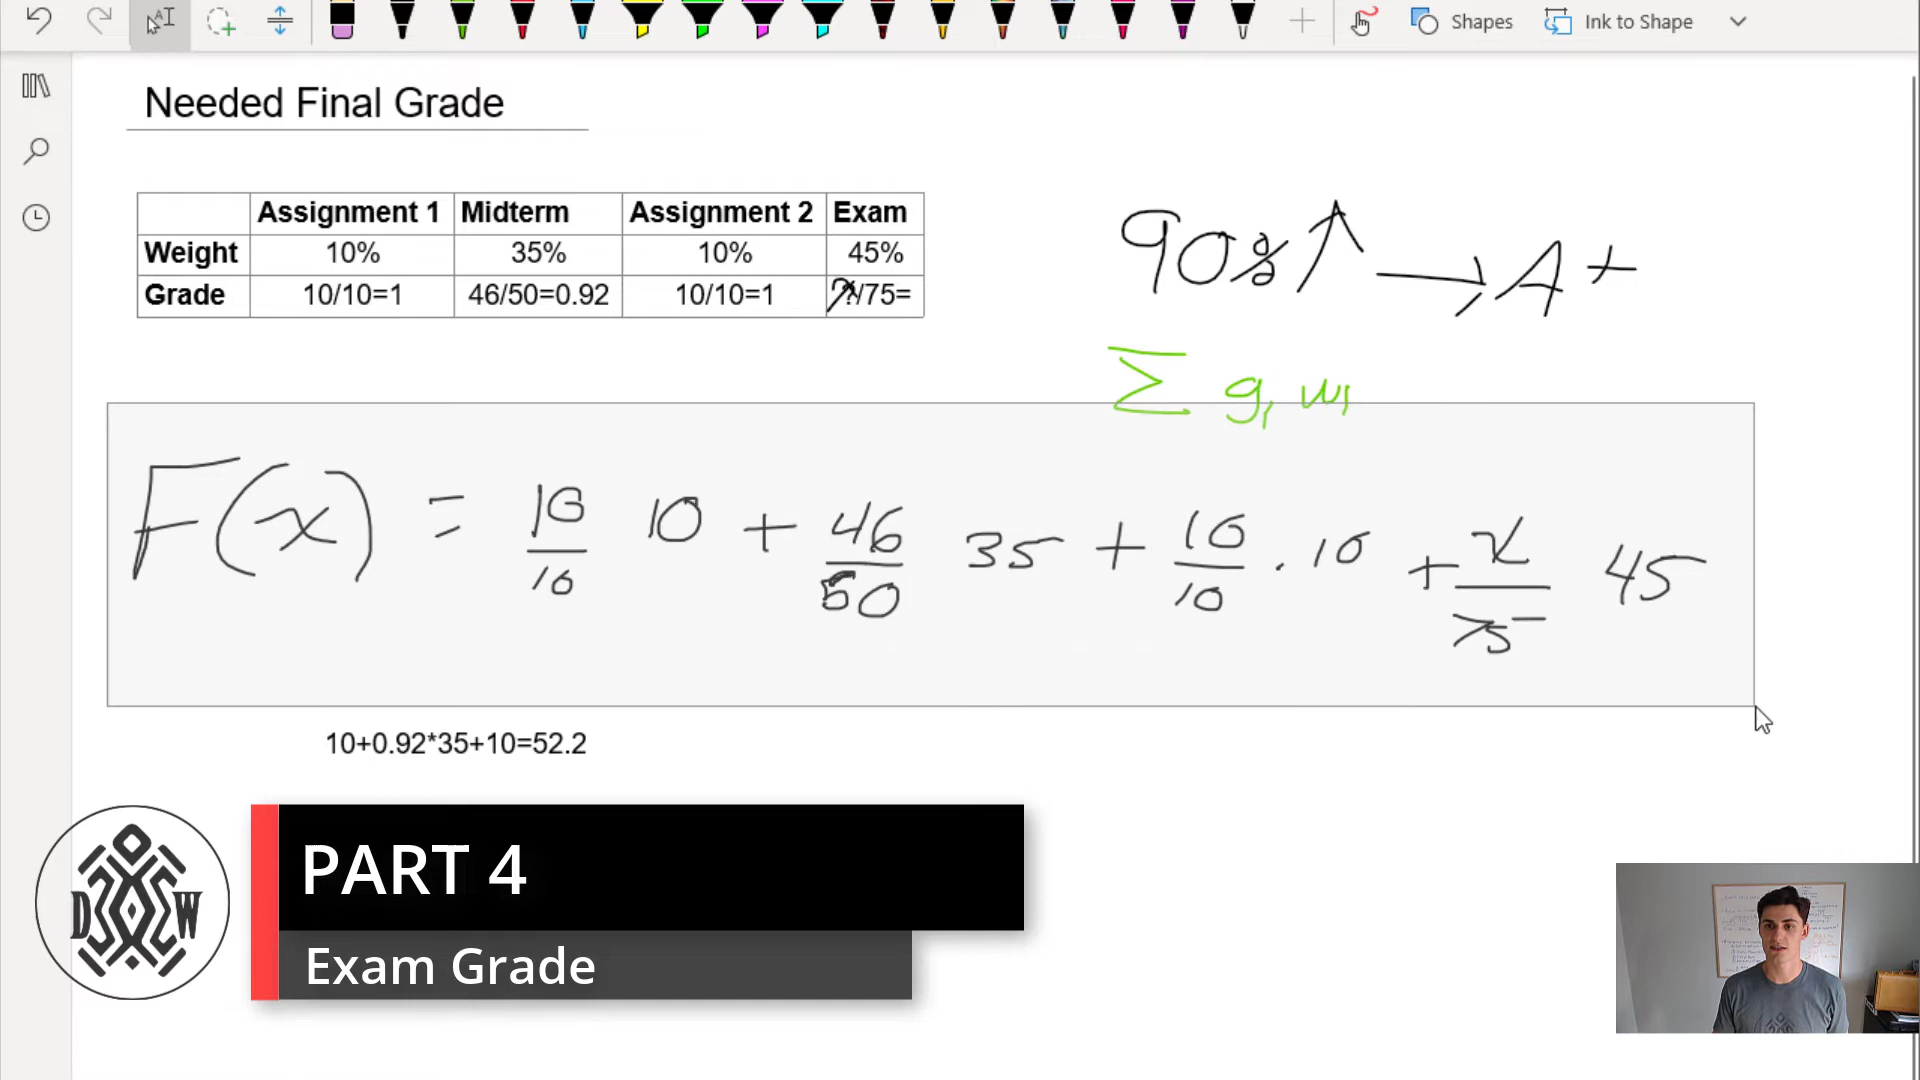 Shapes Ink to Shape
Needed Final Grade
Assignment 1 Midterm Assignment 2 Exam
Weight 10% 35% 10% 45%
Grade 10/10=1 46/50=0.92 10/10=1 ?/75=
90% ↑ → A+
Σ g, w,
F(x) = 10/10 10 + 46/50 35 + 10/10 · 10 + x/75 45
10+0.92*35+10=52.2
PART 4
Exam Grade
D W